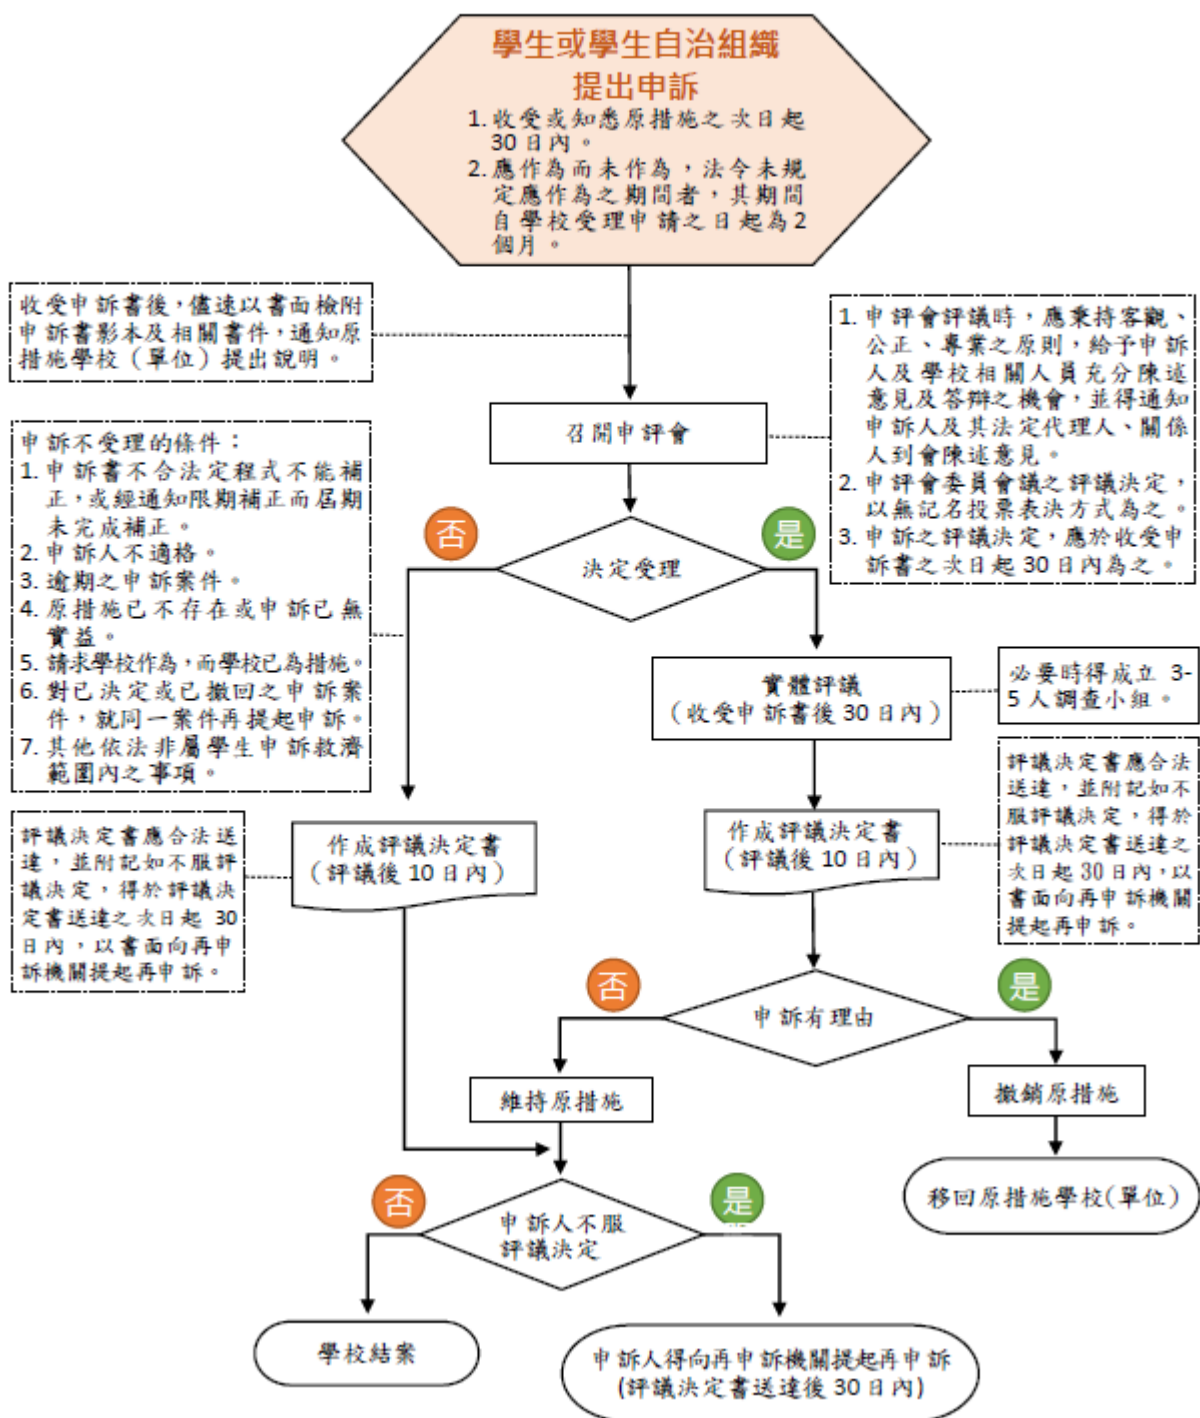 學生或學生自治組織
提出申訴
1. 收受或知悉原措施之次日起
30日內。
2. 應作為而未作為，法令未規
定應作為之期間者，其期間
自學校受理申請之日起為2
個月。
收受申訴書後，儘速以書面檢附
申訴書影本及相關書件，通知原
措施學校（單位）提出說明。
1. 申評會評議時，應秉持客觀、
公正、專業之原則，給予申訴
人及學校相關人員充分陳述
意見及答辯之機會，並得通知
申訴人及其法定代理人、關係
人到會陳述意見。
2. 申評會委員會議之評議決定，
以無記名投票表決方式為之。
3. 申訴之評議決定，應於收受申
訴書之次日起30日內為之。
召開申評會
申訴不受理的條件：
1. 申訴書不合法定程式不能補
正，或經通知限期補正而屆期
未完成補正。
2. 申訴人不適格。
3. 逾期之申訴案件。
4. 原措施已不存在或申訴已無
實益。
5. 請求學校作為，而學校已為措施。
6. 對已決定或已撤回之申訴案
件，就同一案件再提起申訴。
7. 其他依法非屬學生申訴救濟
範圍內之事項。
否
是
決定受理
實體評議
（收受申訴書後30日內）
必要時得成立 3-
5人調查小組。
評議決定書應合法送
達，並附記如不服評
議決定，得於評議決
定書送達之次日起 30
日內，以書面向再申
訴機關提起再申訴。
作成評議決定書
（評議後10日內）
作成評議決定書
（評議後10日內）
評議決定書應合法
送達，並附記如不
服評議決定，得於
評議決定書送達之
次日起30日內，以
書面向再申訴機關
提起再申訴。
否
是
申訴有理由
維持原措施
撤銷原措施
移回原措施學校(單位)
否
是
申訴人不服
評議決定
學校結案
申訴人得向再申訴機關提起再申訴
(評議決定書送達後30日內)